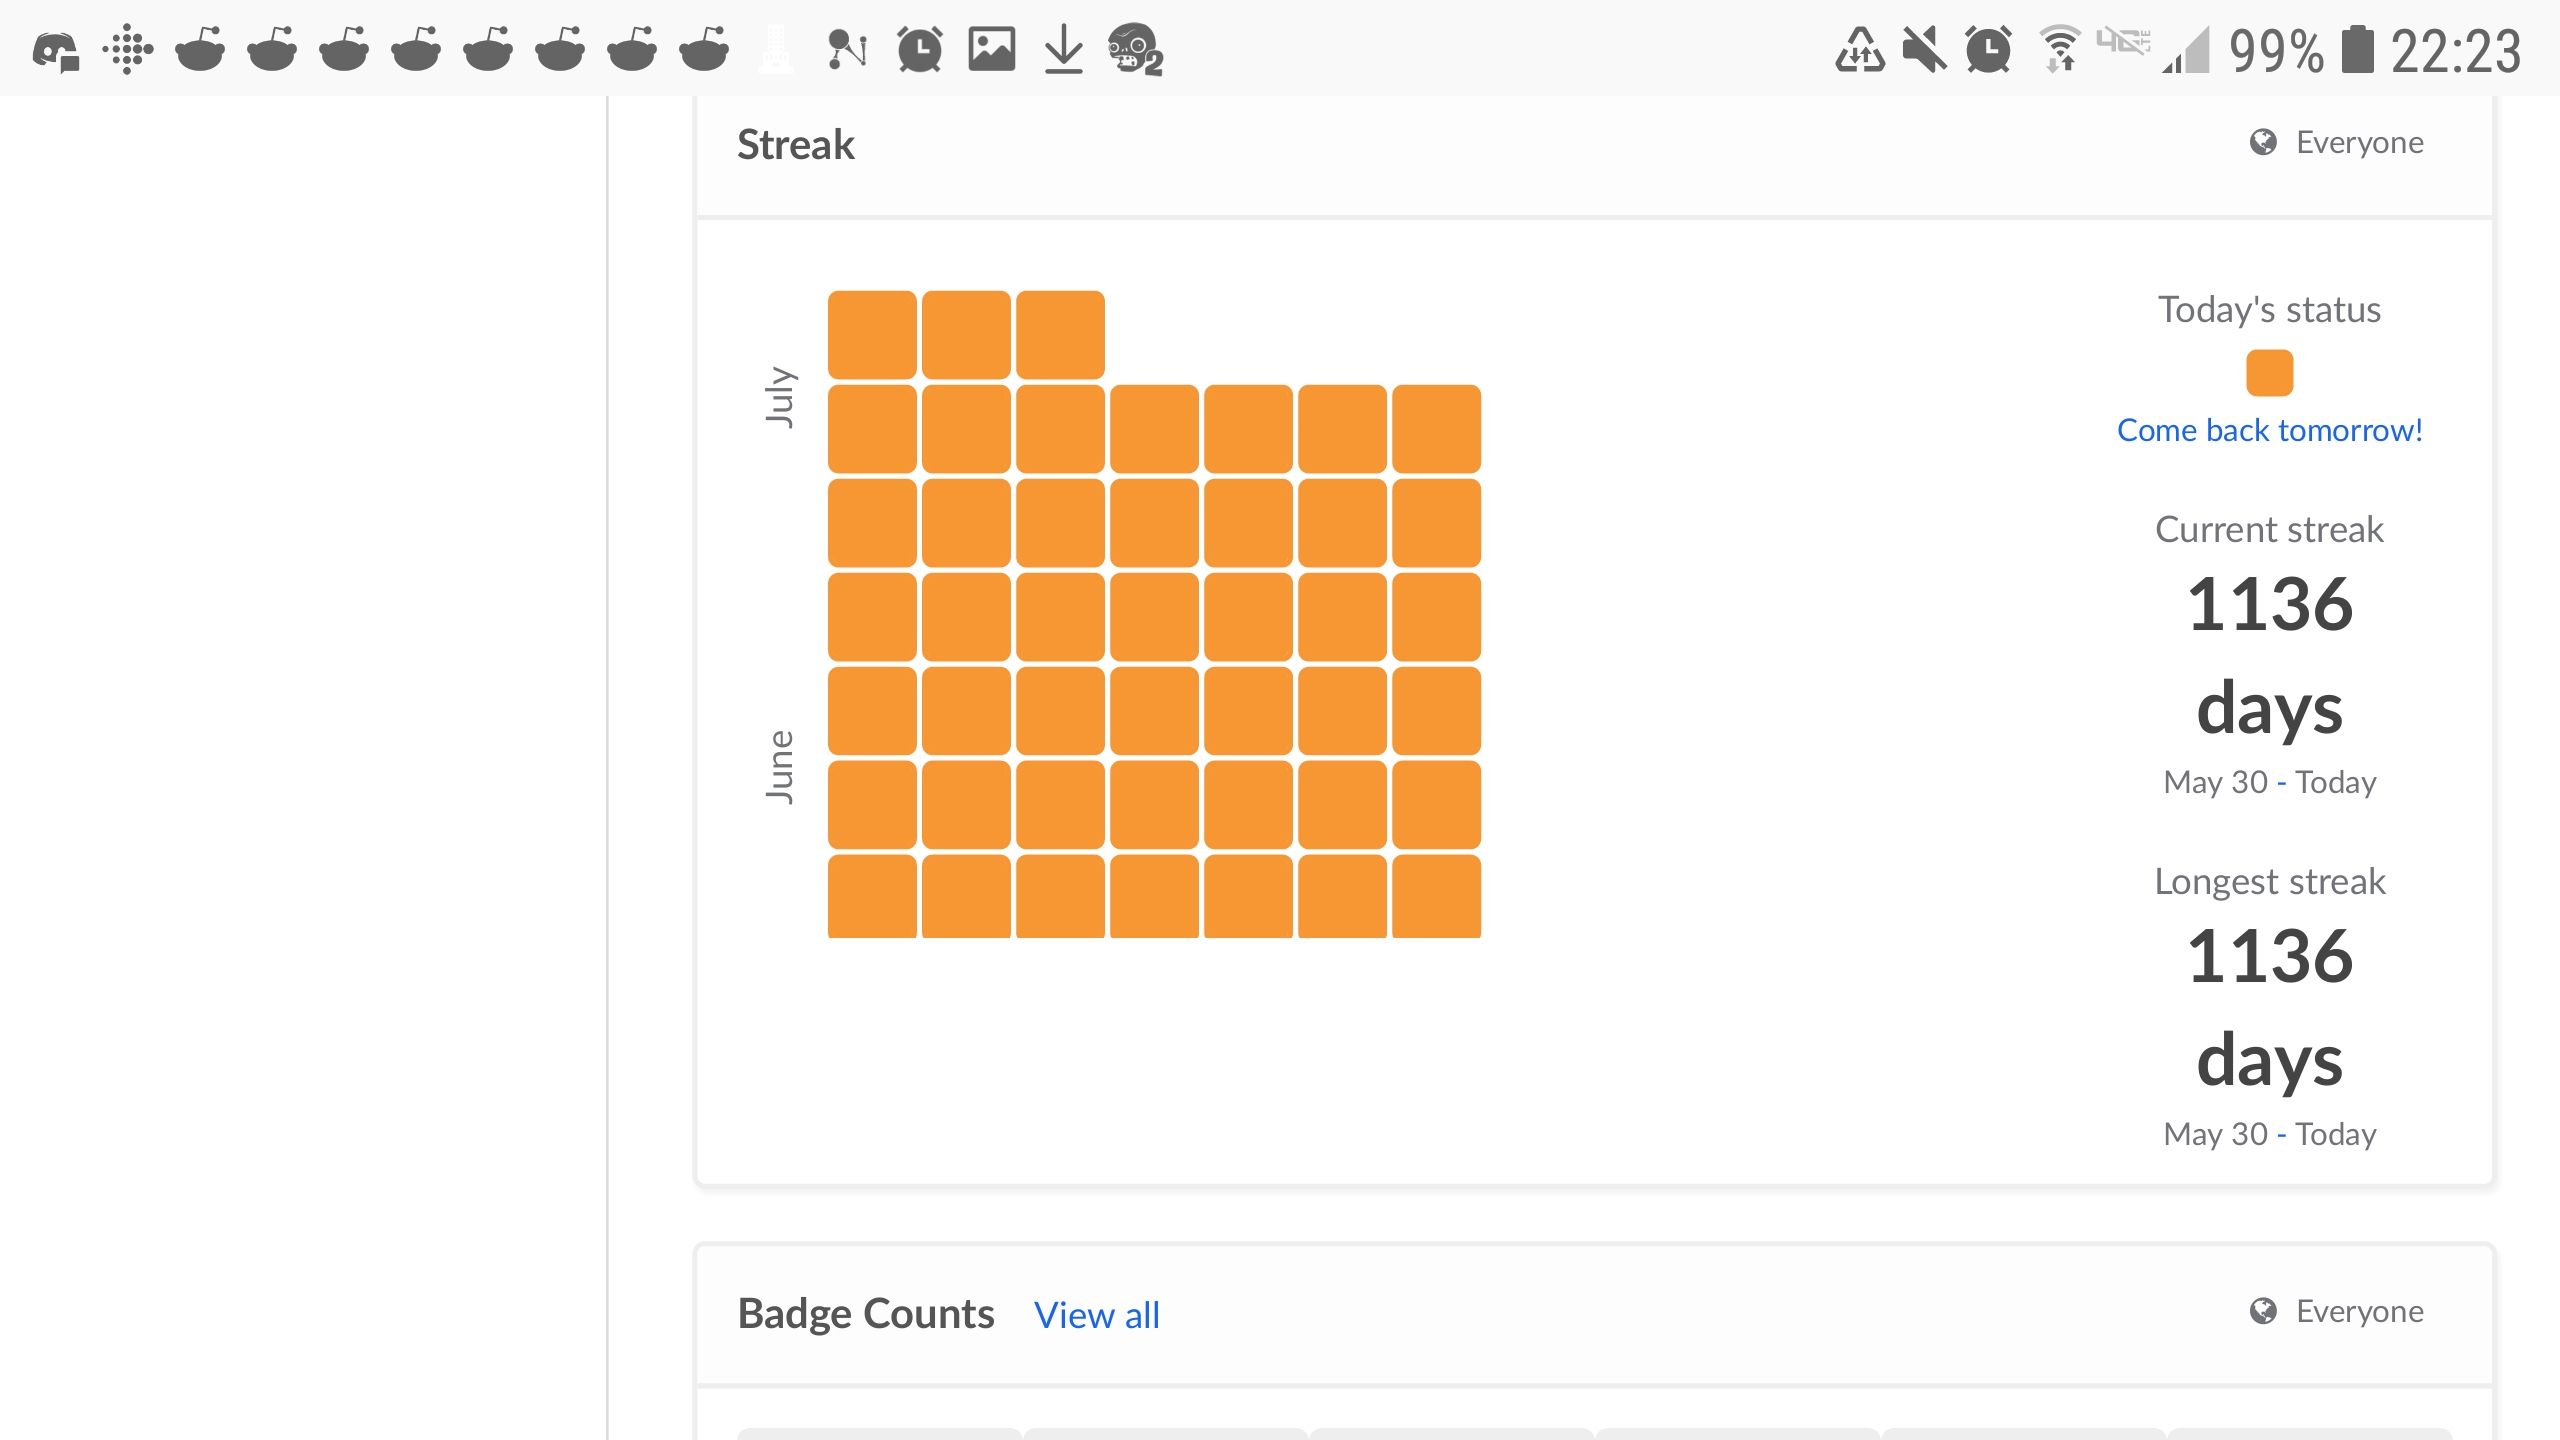 99% 22:23
Streak
Everyone
July
June
Today's status
Come back tomorrow!
Current streak
1136
days
May 30 - Today
Longest streak
1136
days
May 30 - Today
Badge Counts View all
Everyone